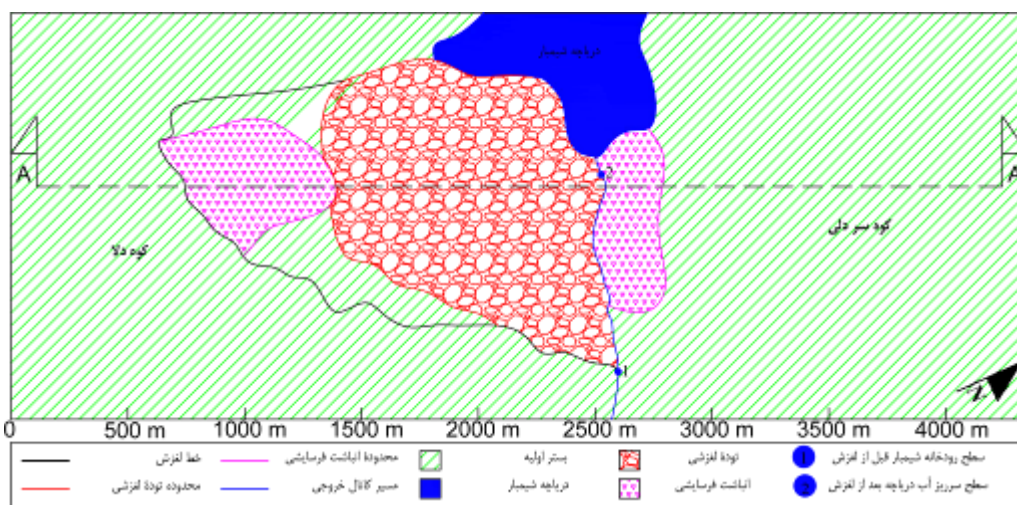 دریاچه شیمبار
A
A
2
کوه سر دلی
کوه دلا
1
N
0 500 m 1000 m 1500 m 2000 m 2500 m 3000 m 3500 m 4000 m
خط لغزش محدودهٔ انباشت فرسایشی بستر اولیه تودهٔ لغزشی 1 سطح رودخانه شیمبار قبل از لغزش
محدوده تودهٔ لغزشی مسیر کانال خروجی دریاچه شیمبار انباشت فرسایشی 2 سطح سرریز آب دریاچه بعد از لغزش